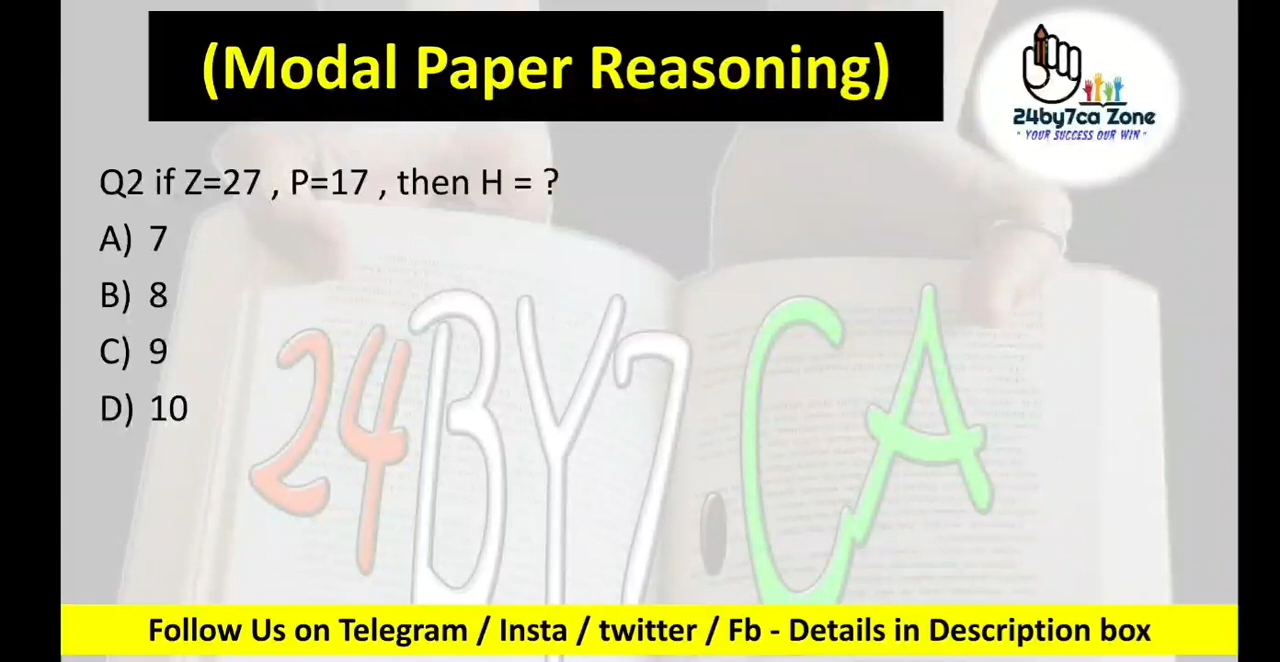 (Modal Paper Reasoning)
24by7ca Zone
" YOUR SUCCESS OUR WIN "
Q2 if Z=27 , P=17 , then H = ?
A) 7
B) 8
C) 9
D) 10
24BY7.CA
Follow Us on Telegram / Insta / twitter / Fb - Details in Description box